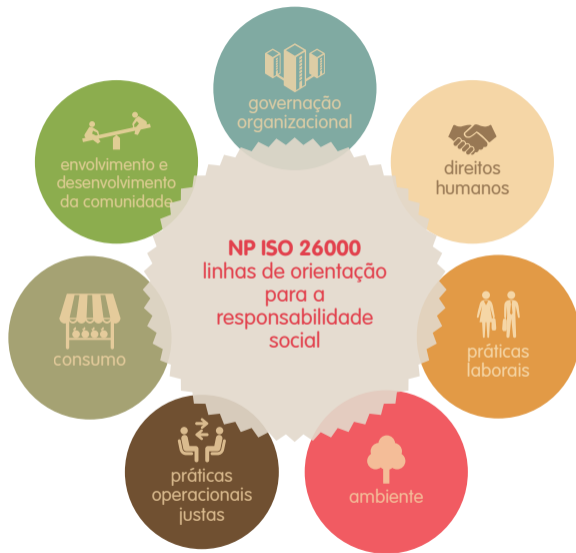 governação
organizacional
direitos
humanos
práticas
laborais
ambiente
práticas
operacionais
justas
consumo
envolvimento e
desenvolvimento
da comunidade
NP ISO 26000
linhas de orientação
para a
responsabilidade
social